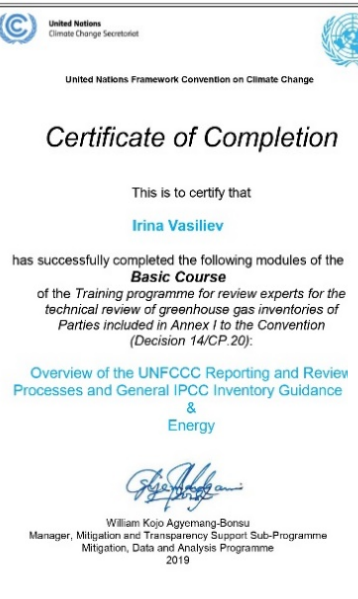 United Nations
Climate Change Secretariat
United Nations Framework Convention on Climate Change
Certificate of Completion
This is to certify that
Irina Vasiliev
has successfully completed the following modules of the
Basic Course
of the Training programme for review experts for the
technical review of greenhouse gas inventories of
Parties included in Annex I to the Convention
(Decision 14/CP.20):
Overview of the UNFCCC Reporting and Review
Processes and General IPCC Inventory Guidance
&
Energy
William Kojo Agyemang-Bonsu
Manager, Mitigation and Transparency Support Sub-Programme
Mitigation, Data and Analysis Programme
2019